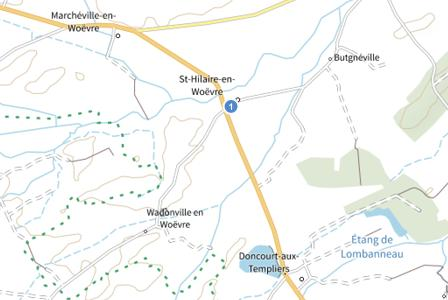 Marchéville-en-
Woëvre
Butgnéville
St-Hilaire-en-
Woëvre
1
Wadonville en
Woëvre
Étang de
Lombanneau
Doncourt-aux-
Templiers